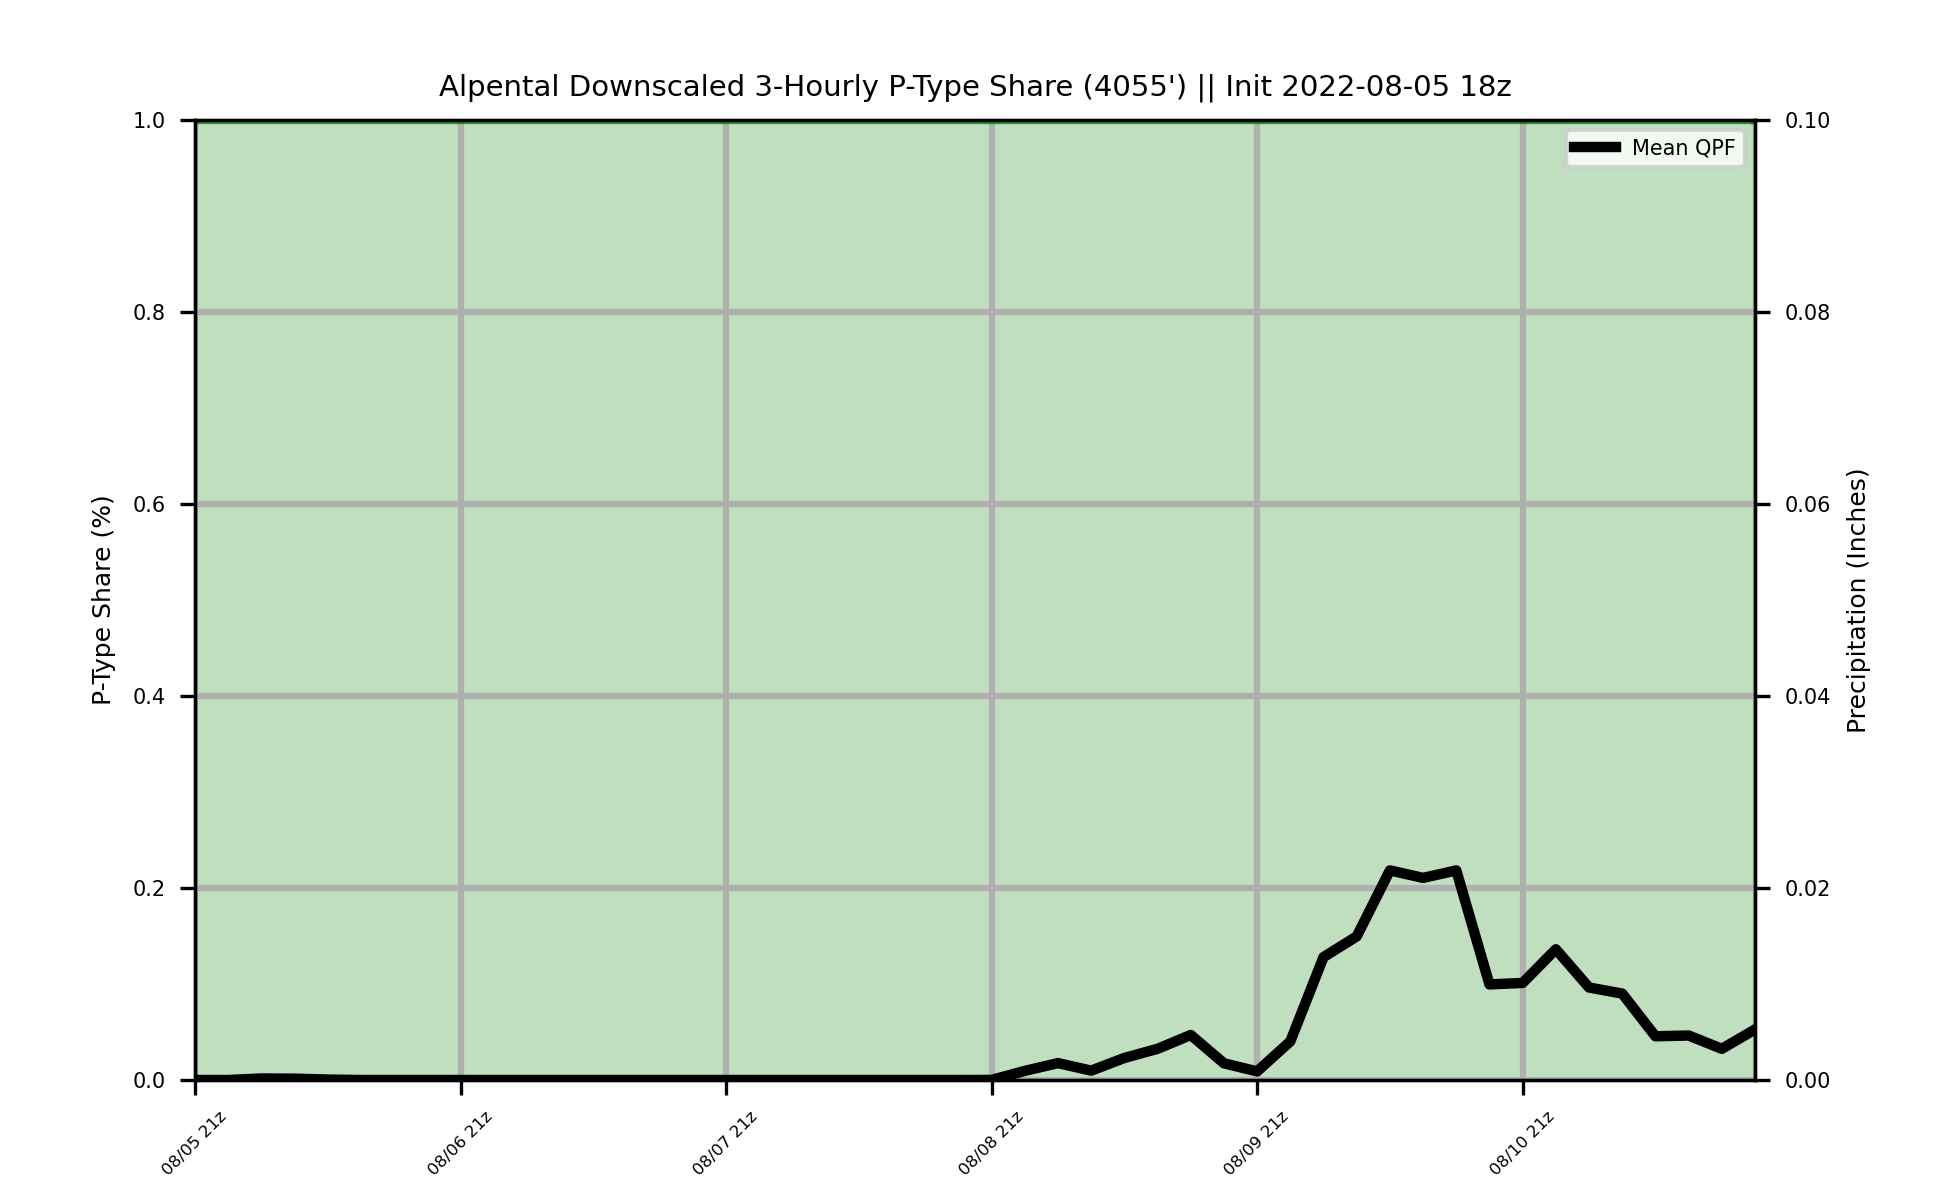 Alpental Downscaled 3-Hourly P-Type Share (4055') || Init 2022-08-05 18z
Mean QPF
P-Type Share (%)
1.0
0.8
0.6
0.4
0.2
0.0
0.10
0.08
0.06
0.04
0.02
0.00
Precipitation (Inches)
08/05 21z
08/06 21z
08/07 21z
08/08 21z
08/09 21z
08/10 21z